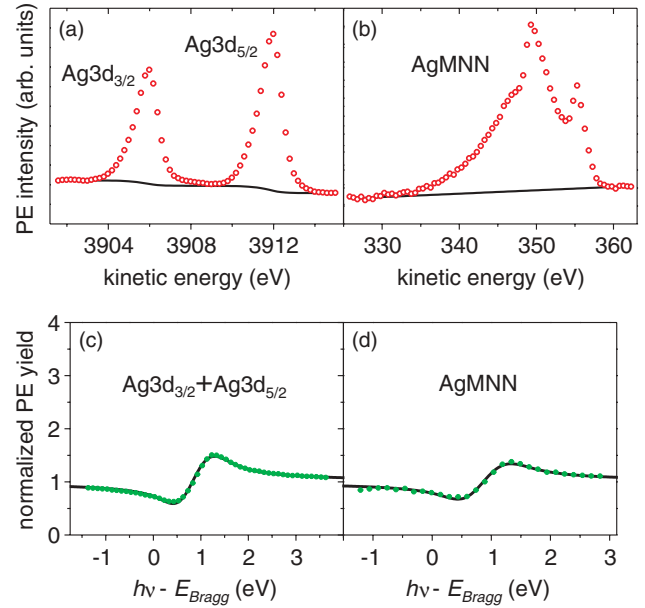 (a)
Ag3d3/2
Ag3d5/2
(b)
AgMNN
PE intensity (arb. units)
3904 3908 3912
330 340 350 360
kinetic energy (eV)
kinetic energy (eV)
(c)
Ag3d3/2+Ag3d5/2
(d)
AgMNN
normalized PE yield
4
3
2
1
0
-1 0 1 2 3
-1 0 1 2 3
hν - EBragg (eV)
hν - EBragg (eV)